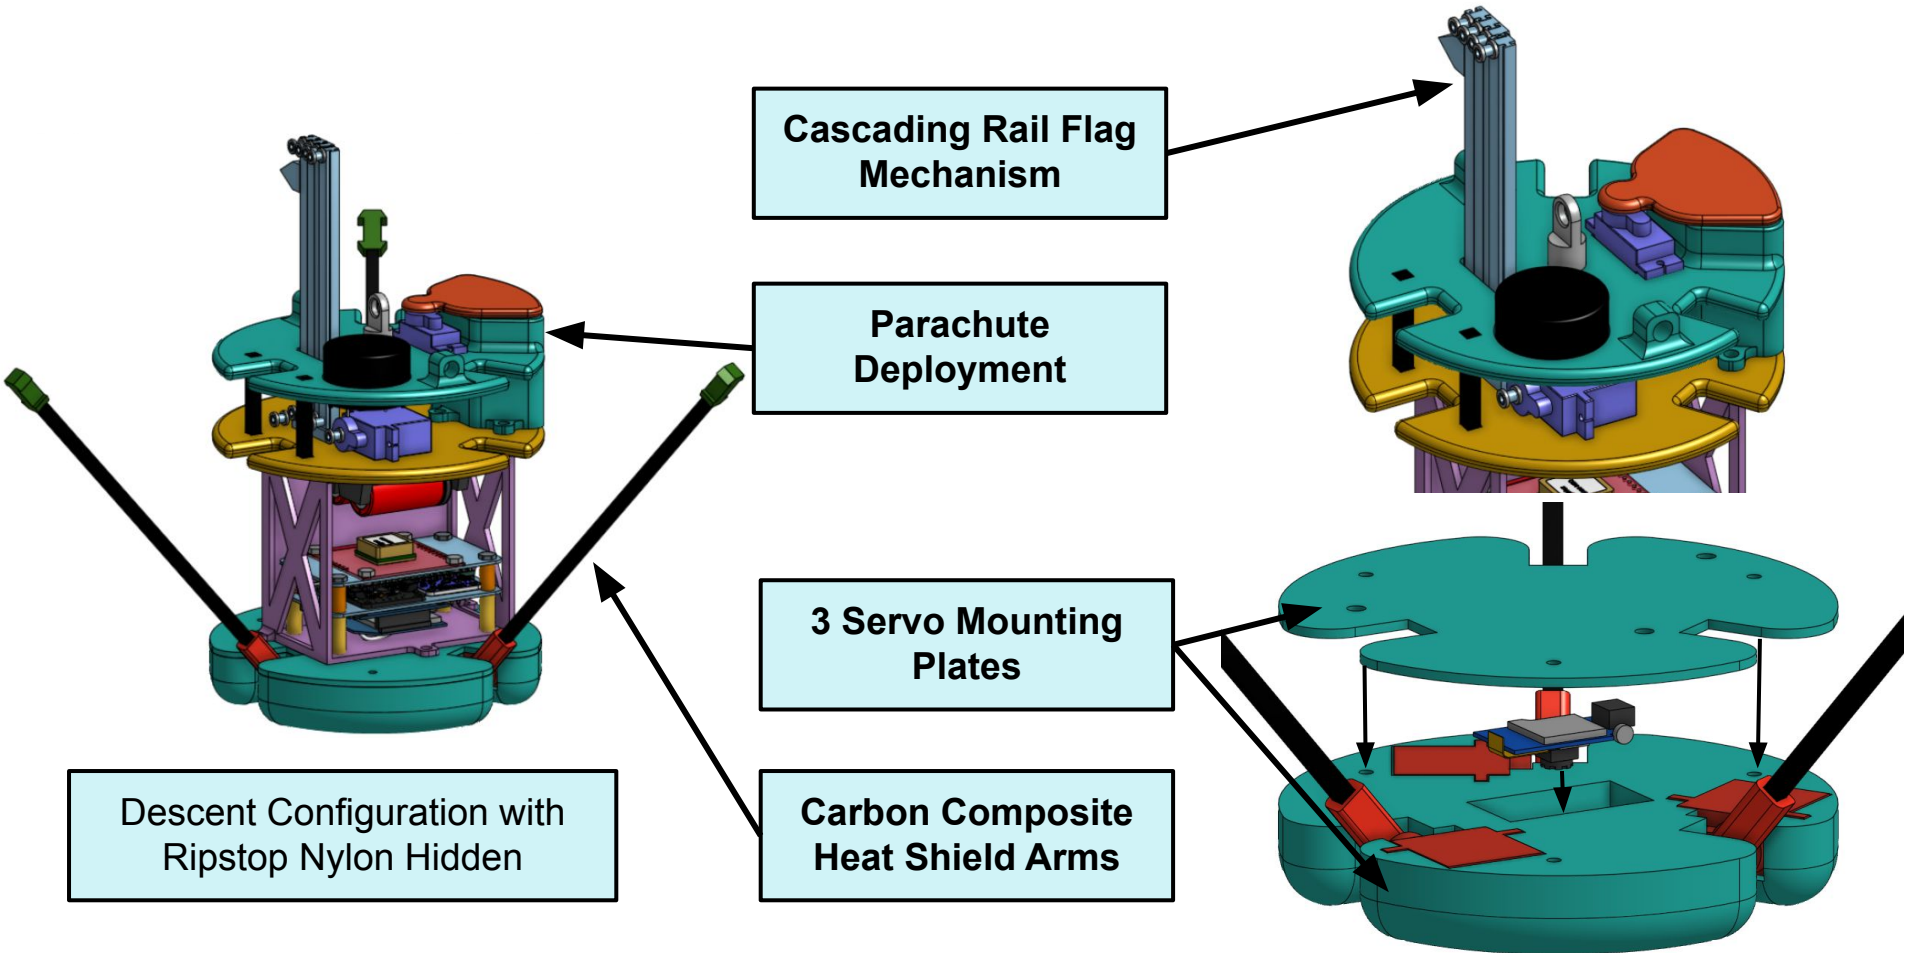 Cascading Rail Flag
Mechanism
Parachute
Deployment
3 Servo Mounting
Plates
Carbon Composite
Heat Shield Arms
Descent Configuration with
Ripstop Nylon Hidden